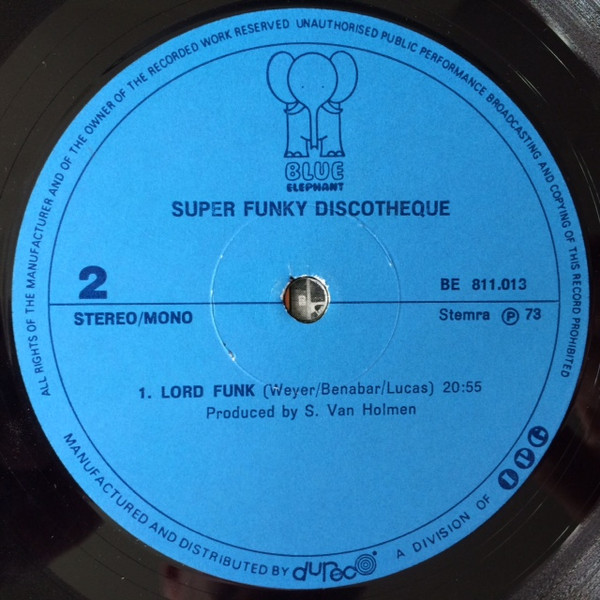 ALL RIGHTS OF THE MANUFACTURER AND OF THE OWNER OF THE RECORDED WORK RESERVED UNAUTHORISED PUBLIC PERFORMANCE BROADCASTING AND COPYING OF THIS RECORD PROHIBITED
BLUE
ELEPHANT
SUPER FUNKY DISCOTHEQUE
2
BE 811.013
STEREO/MONO
Stemra ℗ 73
1. LORD FUNK (Weyer/Benabar/Lucas) 20:55
Produced by S. Van Holmen
MANUFACTURED AND DISTRIBUTED BY dureco A DIVISION OF